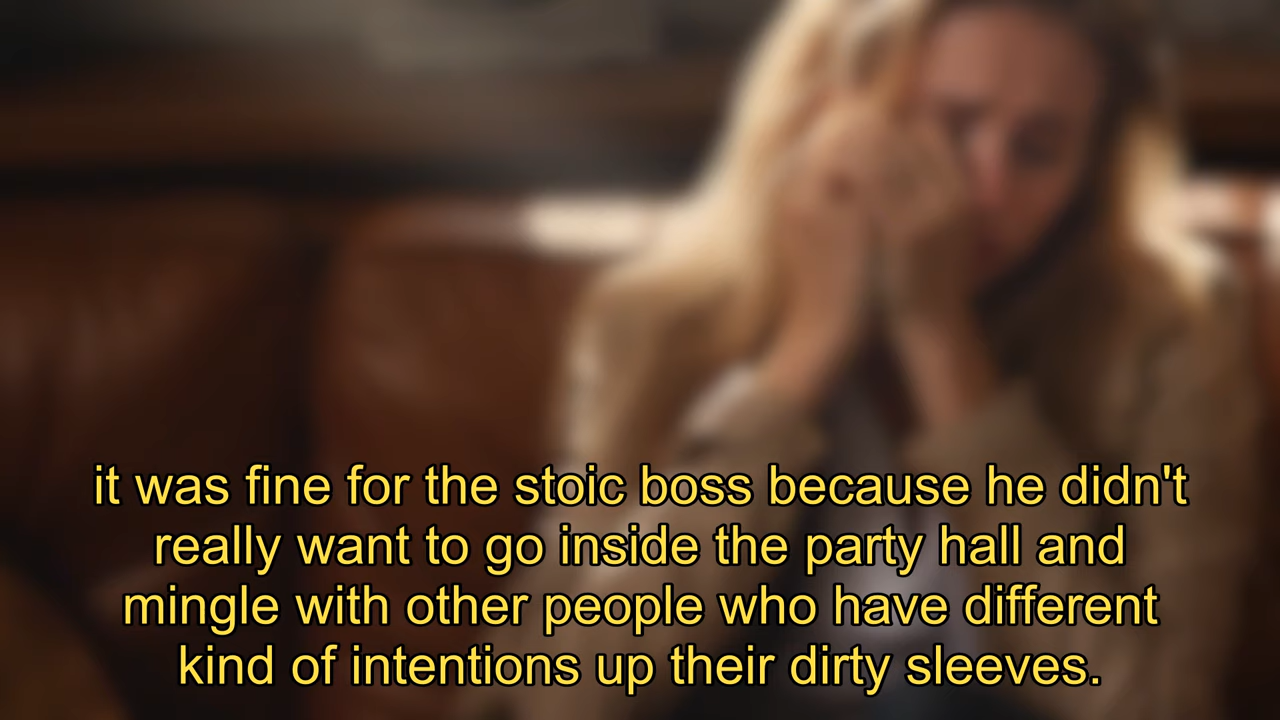 it was fine for the stoic boss because he didn't
really want to go inside the party hall and
mingle with other people who have different
kind of intentions up their dirty sleeves.